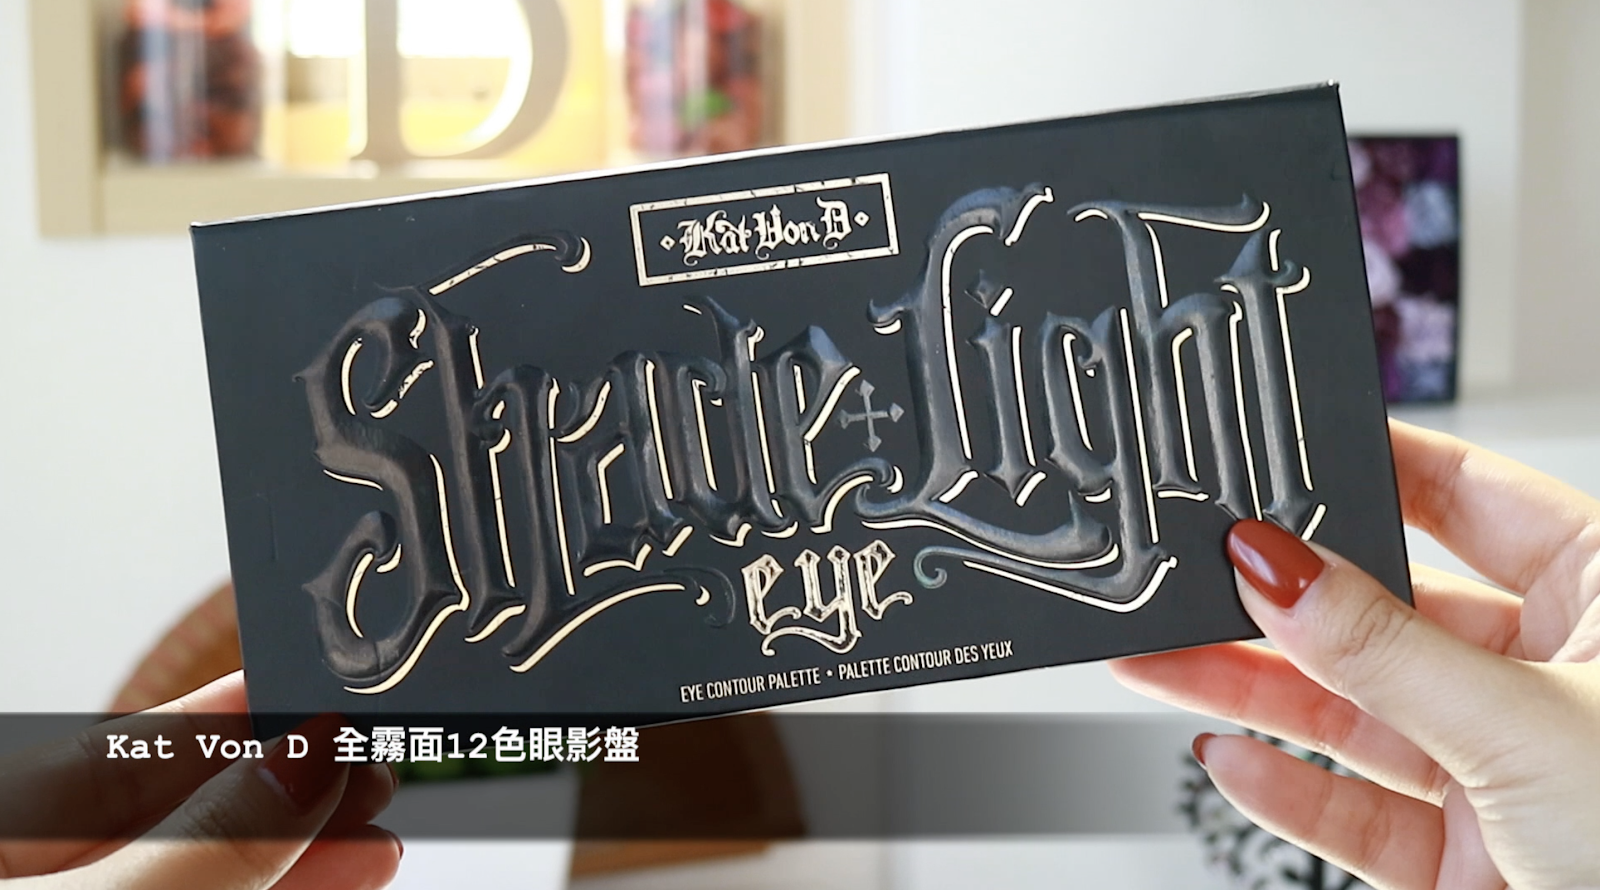 D
Kat Von D
Shade + Light
eye
EYE CONTOUR PALETTE • PALETTE CONTOUR DES YEUX
Kat Von D 全霧面12色眼影盤